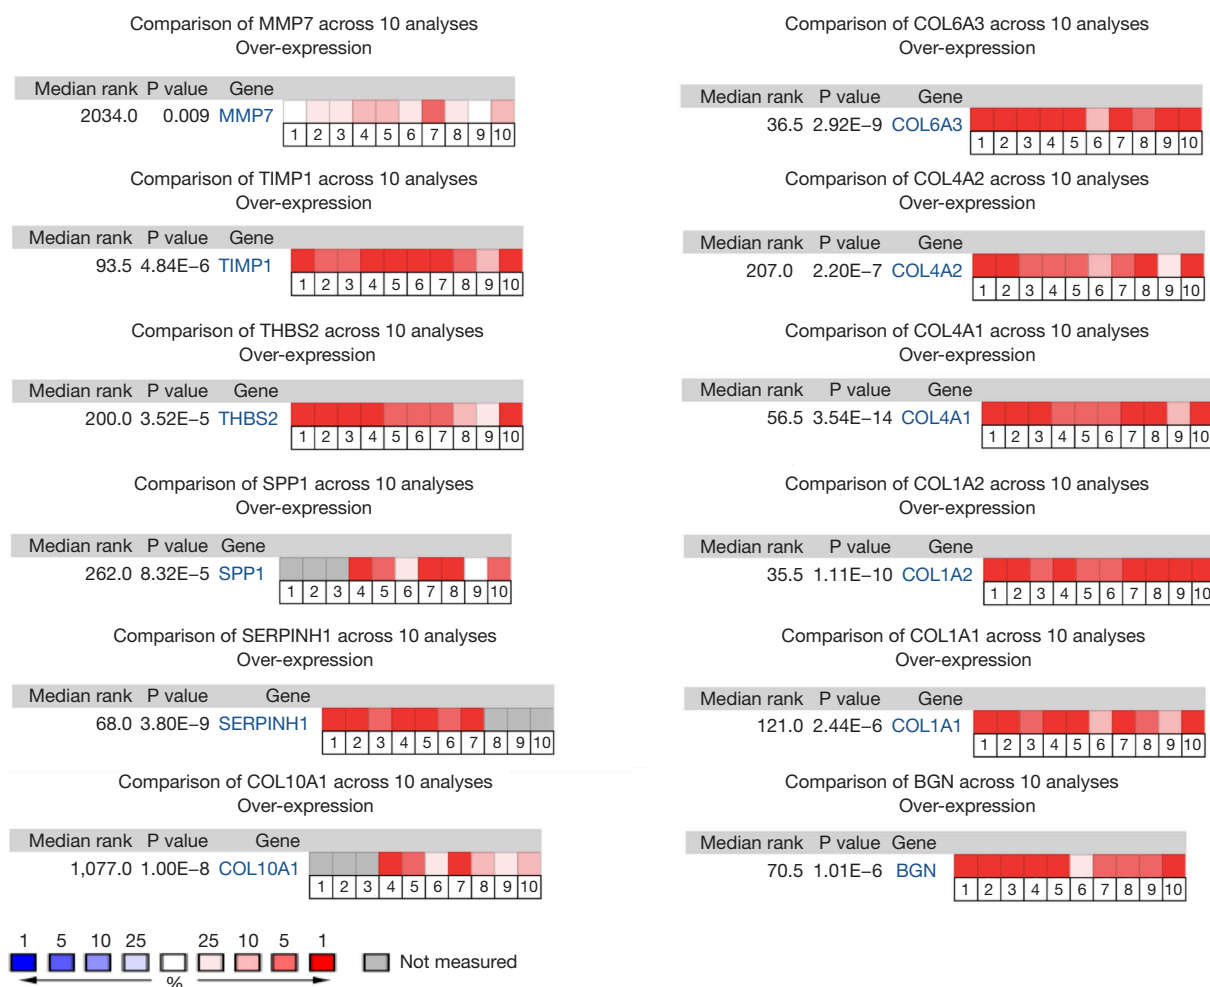 Comparison of MMP7 across 10 analyses
Over-expression
Median rank P value Gene
2034.0 0.009 MMP7
1 2 3 4 5 6 7 8 9 10
Comparison of TIMP1 across 10 analyses
Over-expression
Median rank P value Gene
93.5 4.84E−6 TIMP1
1 2 3 4 5 6 7 8 9 10
Comparison of THBS2 across 10 analyses
Over-expression
Median rank P value Gene
200.0 3.52E−5 THBS2
1 2 3 4 5 6 7 8 9 10
Comparison of SPP1 across 10 analyses
Over-expression
Median rank P value Gene
262.0 8.32E−5 SPP1
1 2 3 4 5 6 7 8 9 10
Comparison of SERPINH1 across 10 analyses
Over-expression
Median rank P value Gene
68.0 3.80E−9 SERPINH1
1 2 3 4 5 6 7 8 9 10
Comparison of COL10A1 across 10 analyses
Over-expression
Median rank P value Gene
1,077.0 1.00E−8 COL10A1
1 2 3 4 5 6 7 8 9 10
Comparison of COL6A3 across 10 analyses
Over-expression
Median rank P value Gene
36.5 2.92E−9 COL6A3
1 2 3 4 5 6 7 8 9 10
Comparison of COL4A2 across 10 analyses
Over-expression
Median rank P value Gene
207.0 2.20E−7 COL4A2
1 2 3 4 5 6 7 8 9 10
Comparison of COL4A1 across 10 analyses
Over-expression
Median rank P value Gene
56.5 3.54E−14 COL4A1
1 2 3 4 5 6 7 8 9 10
Comparison of COL1A2 across 10 analyses
Over-expression
Median rank P value Gene
35.5 1.11E−10 COL1A2
1 2 3 4 5 6 7 8 9 10
Comparison of COL1A1 across 10 analyses
Over-expression
Median rank P value Gene
121.0 2.44E−6 COL1A1
1 2 3 4 5 6 7 8 9 10
Comparison of BGN across 10 analyses
Over-expression
Median rank P value Gene
70.5 1.01E−6 BGN
1 2 3 4 5 6 7 8 9 10
1 5 10 25 25 10 5 1
Not measured
%